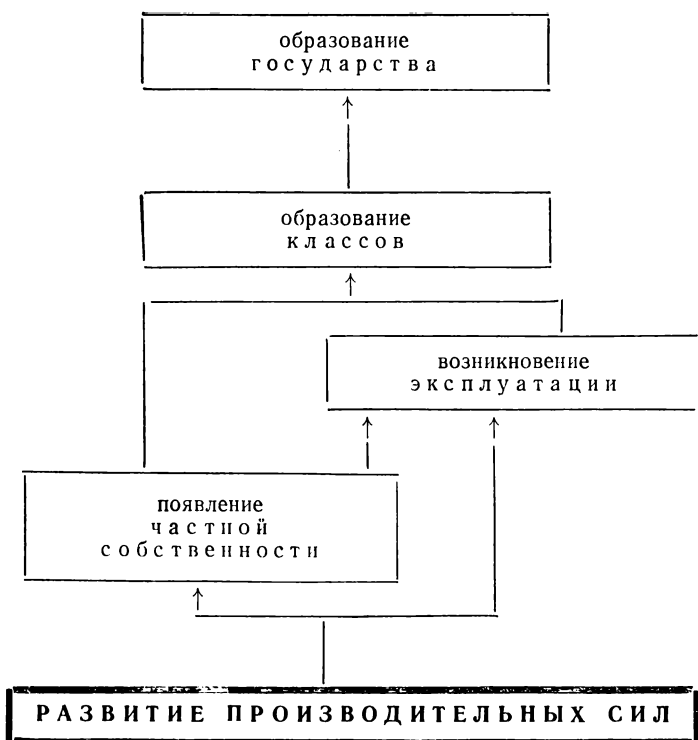 образование
государства
образование
классов
возникновение
эксплуатации
появление
частной
собственности
РАЗВИТИЕ ПРОИЗВОДИТЕЛЬНЫХ СИЛ